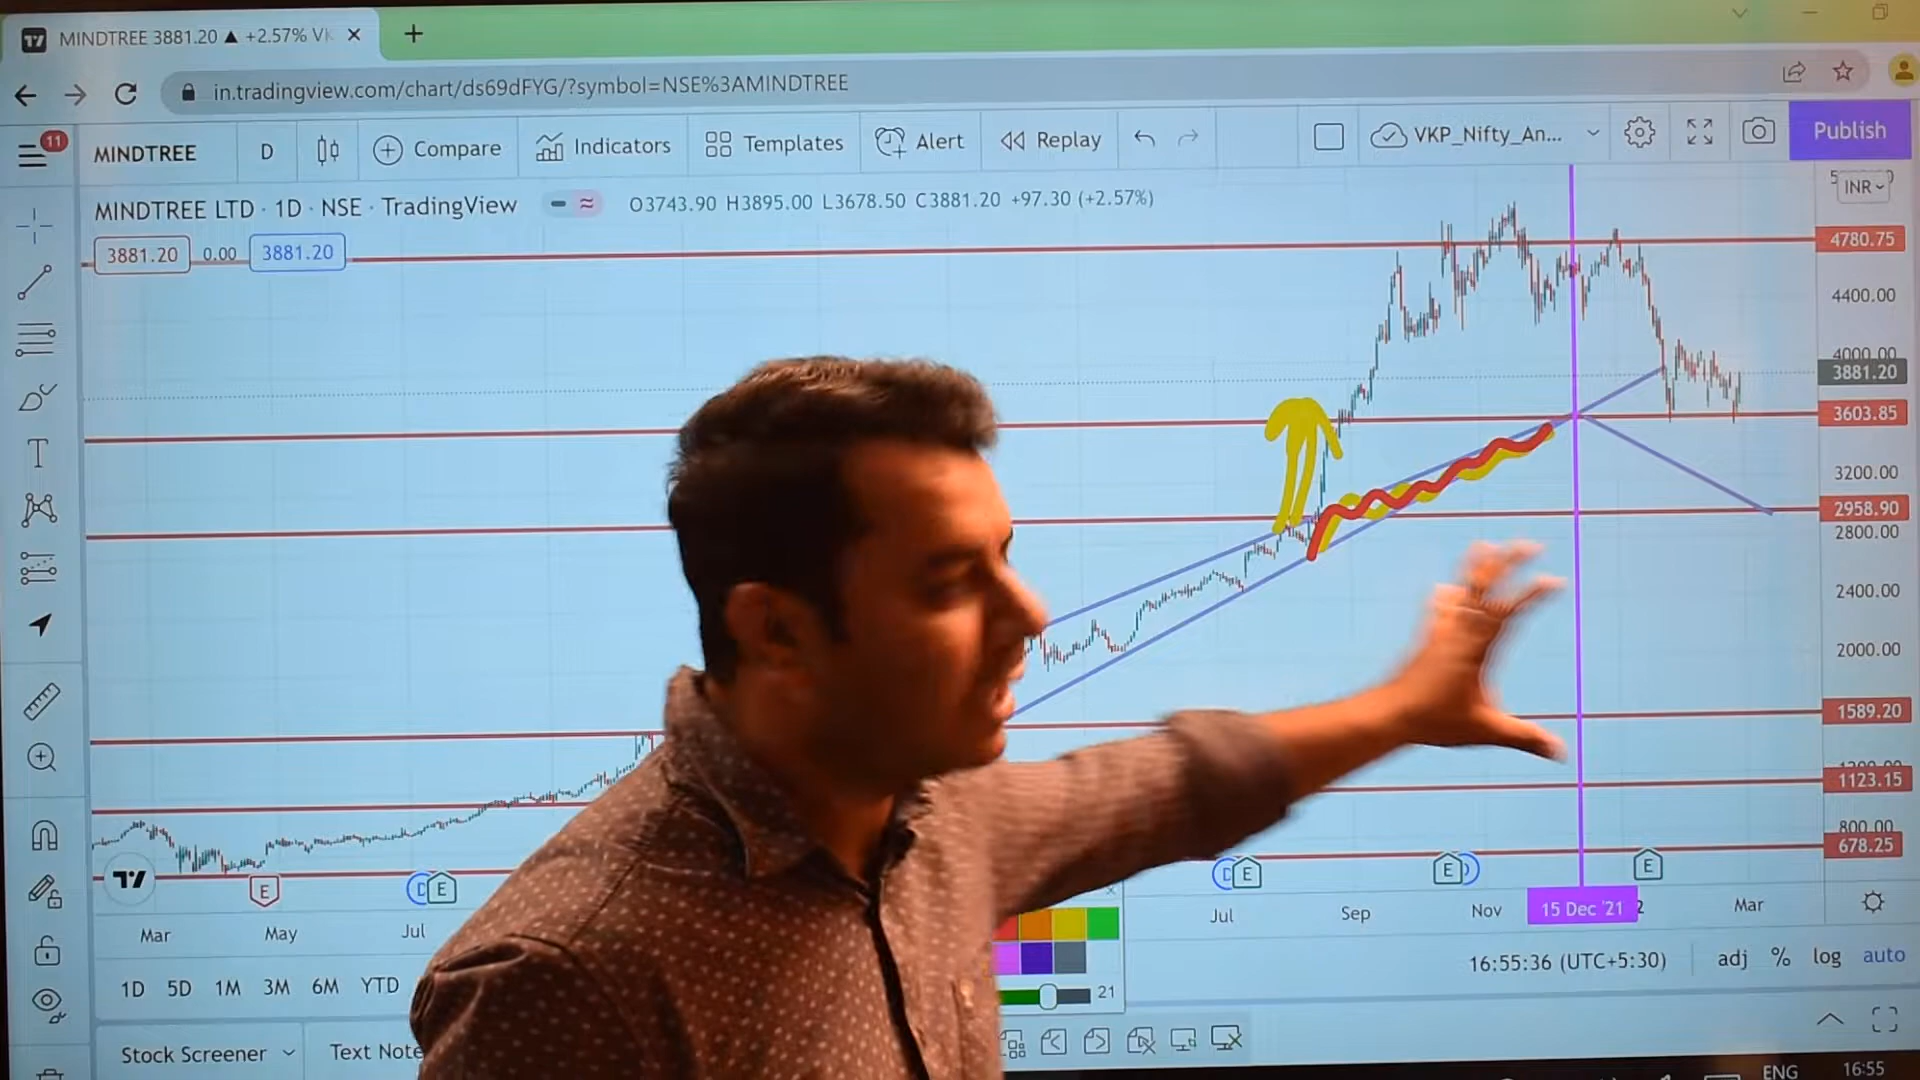 MINDTREE 3881.20 ▲ +2.57%
in.tradingview.com/chart/ds69dFYG/?symbol=NSE%3AMINDTREE
11
MINDTREE D Compare Indicators Templates Alert Replay VKP_Nifty_An... Publish
MINDTREE LTD · 1D · NSE · TradingView O3743.90 H3895.00 L3678.50 C3881.20 +97.30 (+2.57%)
INR
3881.20 0.00 3881.20
4780.75
4400.00
4000.00
3881.20
3603.85
3200.00
2958.90
2800.00
2400.00
2000.00
1589.20
1123.15
800.00
678.25
E E E E E
Mar May Jul Jul Sep Nov 15 Dec '21 Mar
1D 5D 1M 3M 6M YTD 16:55:36 (UTC+5:30) adj % log auto
21
Stock Screener Text Note
ENG 16:55